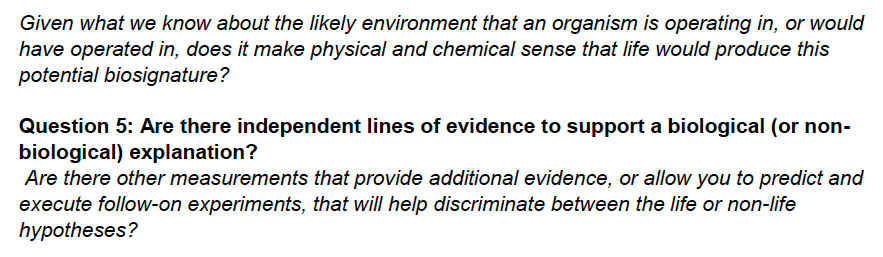 Given what we know about the likely environment that an organism is operating in, or would
have operated in, does it make physical and chemical sense that life would produce this
potential biosignature?
Question 5: Are there independent lines of evidence to support a biological (or non-
biological) explanation?
Are there other measurements that provide additional evidence, or allow you to predict and
execute follow-on experiments, that will help discriminate between the life or non-life
hypotheses?